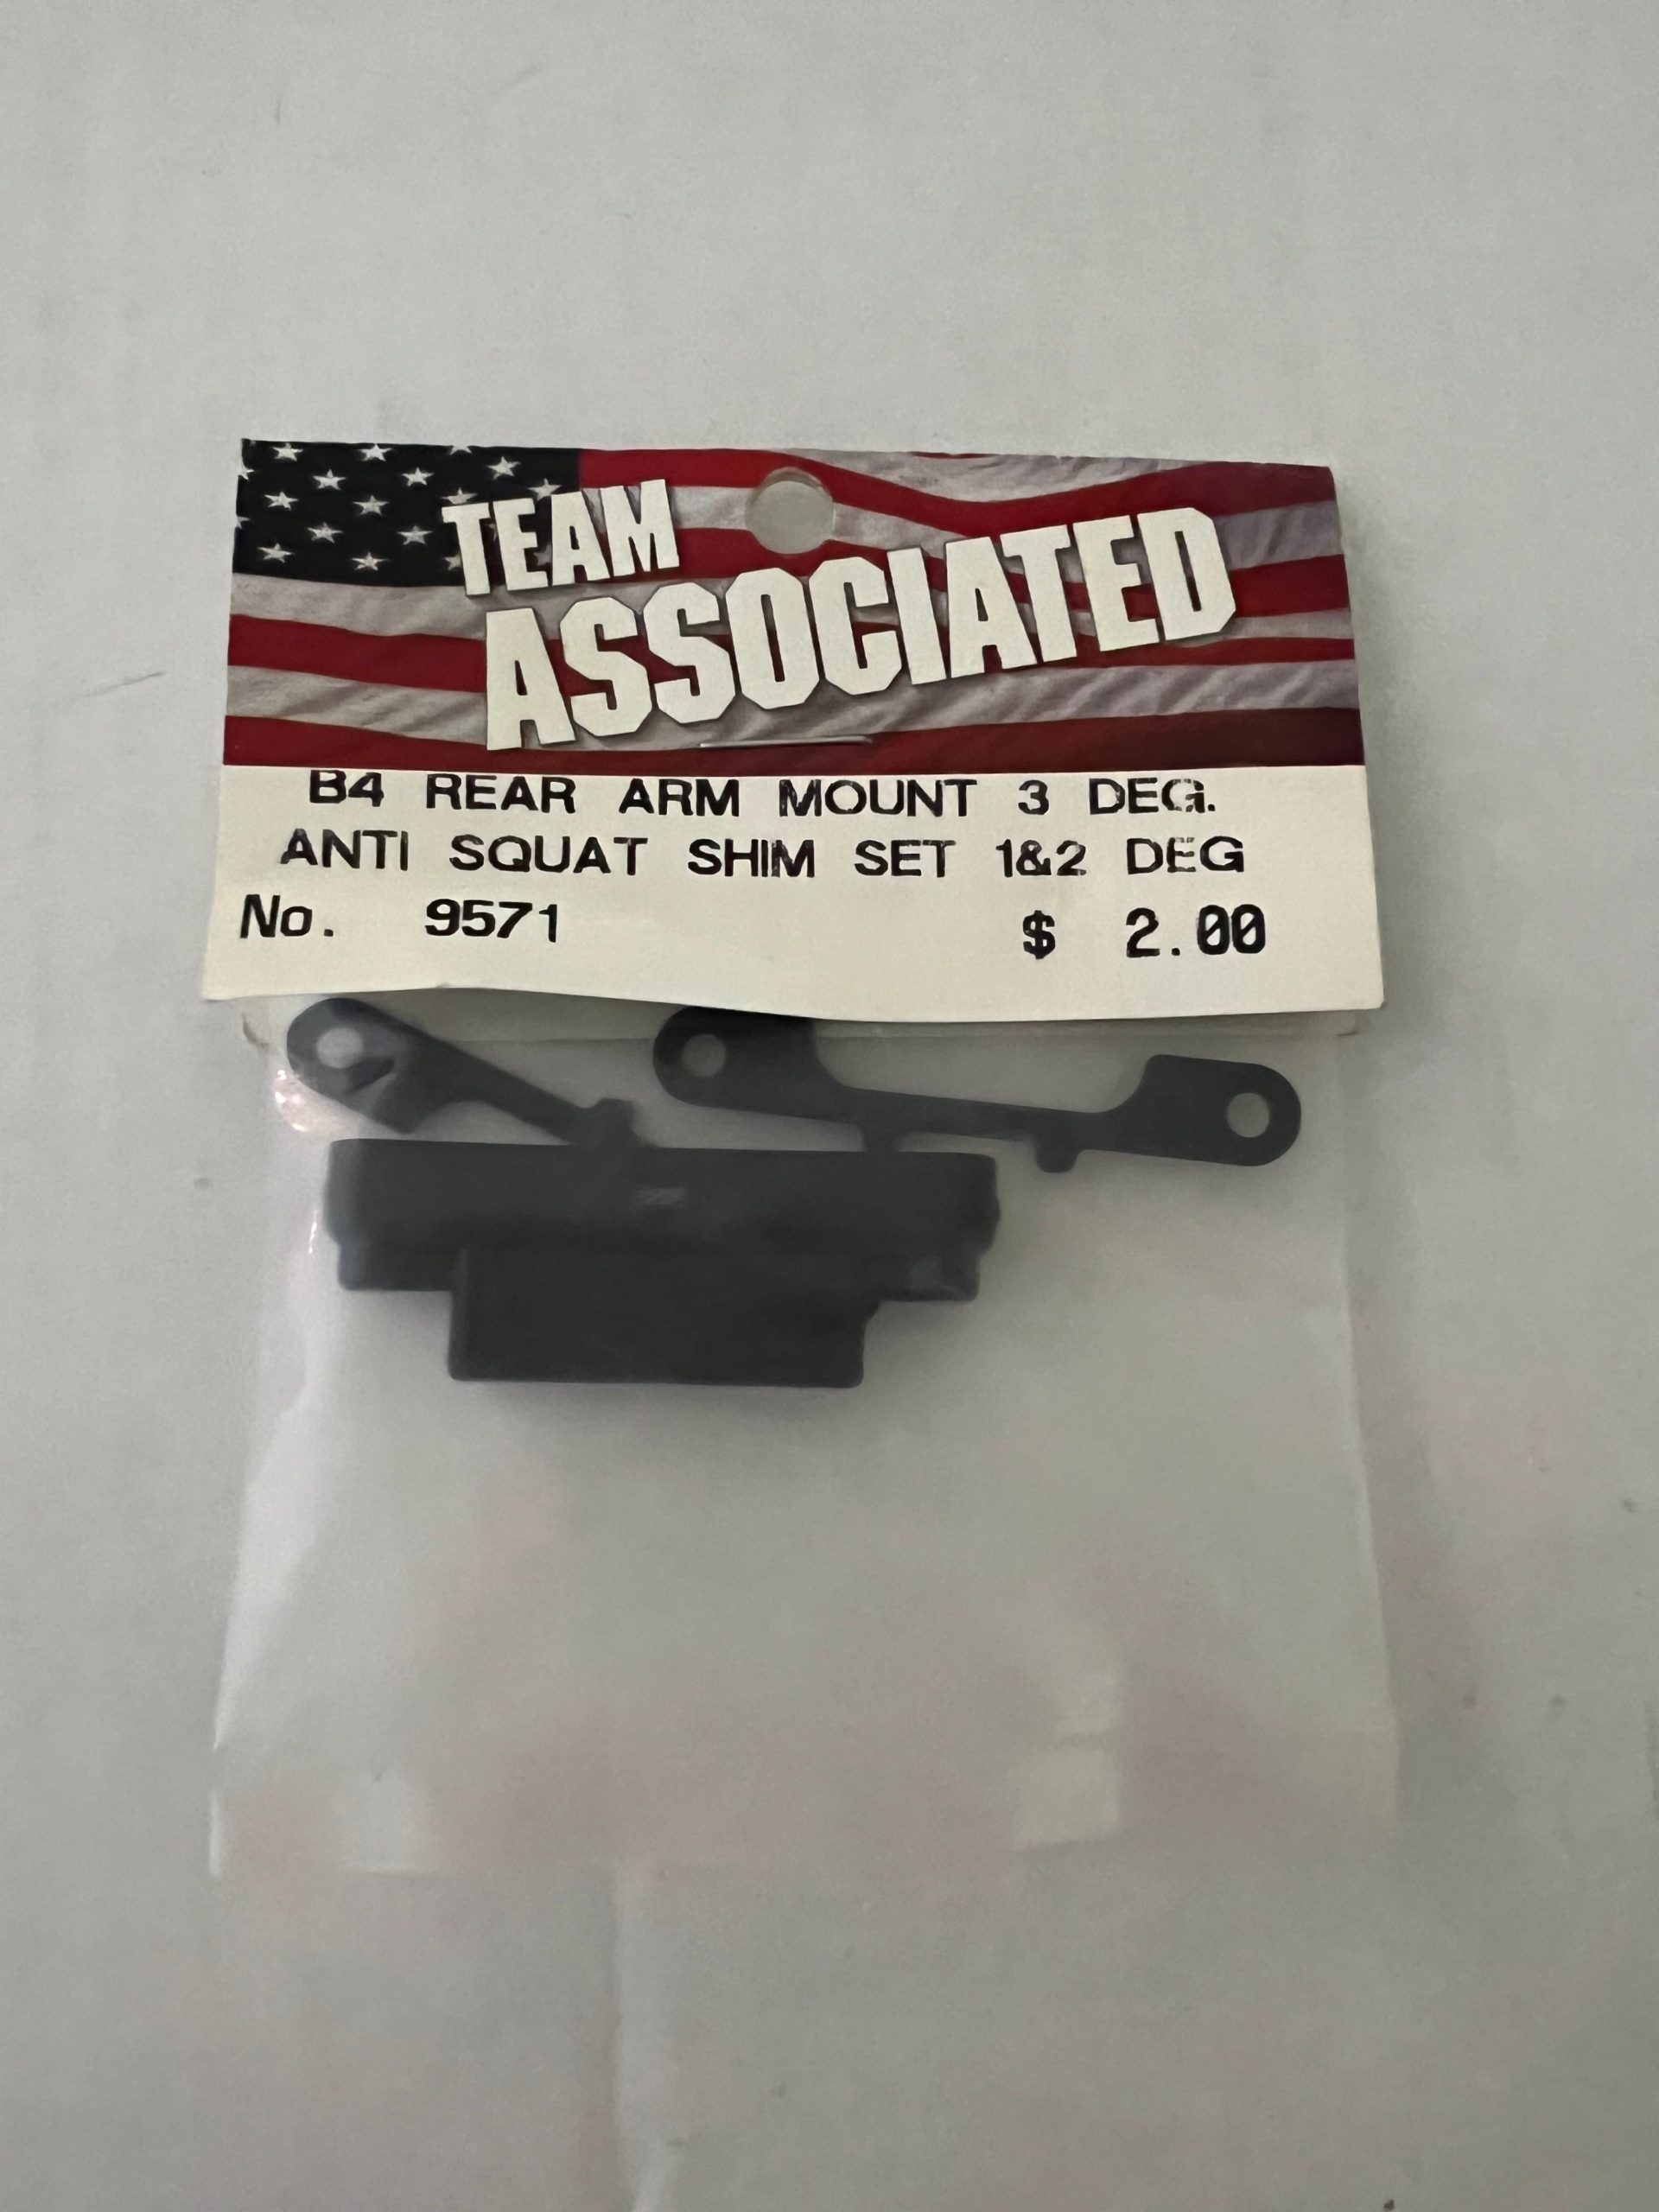 TEAM
ASSOCIATED
B4 REAR ARM MOUNT 3 DEG.
ANTI SQUAT SHIM SET 1&2 DEG
No. 9571 $ 2.00